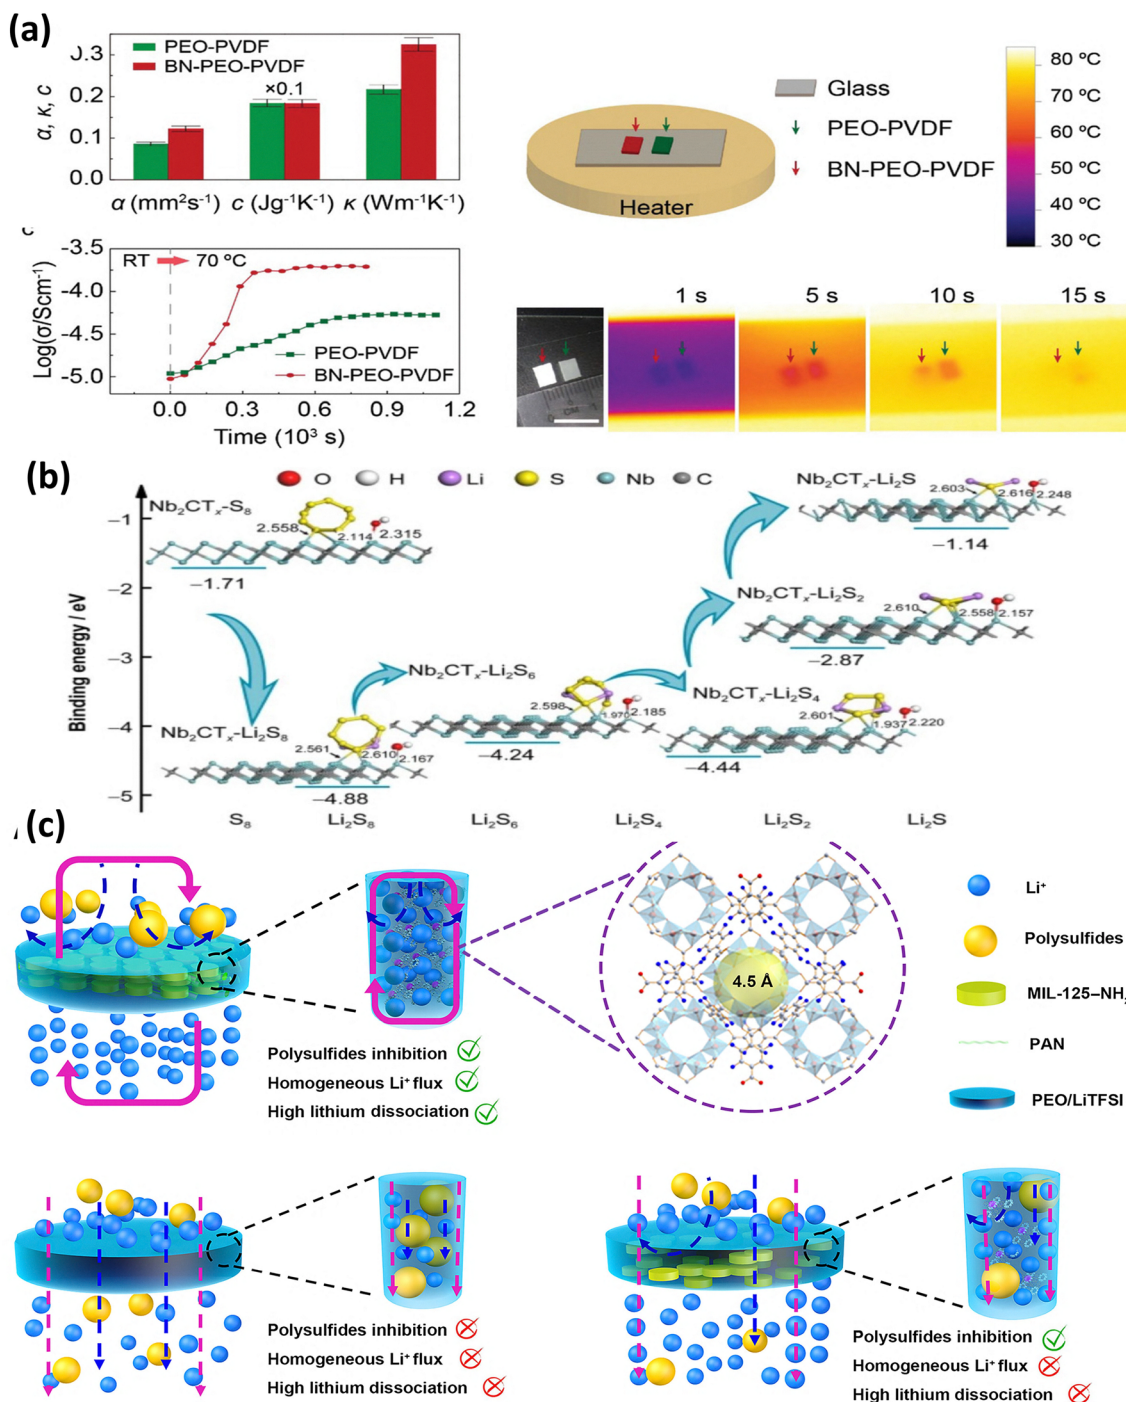 (a)
0.3
0.2
0.1
0.0
α, κ, c
PEO-PVDF
BN-PEO-PVDF
×0.1
α (mm²s⁻¹) c (Jg⁻¹K⁻¹) κ (Wm⁻¹K⁻¹)
Glass
PEO-PVDF
BN-PEO-PVDF
Heater
80 ºC
70 ºC
60 ºC
50 ºC
40 ºC
30 ºC
-3.5
-4.0
-4.5
-5.0
Log(σ/Scm⁻¹)
RT 70 ºC
PEO-PVDF
BN-PEO-PVDF
0.0 0.3 0.6 0.9 1.2
Time (10³ s)
1 s 5 s 10 s 15 s
CM
(b)
O H Li S Nb C
Binding energy / eV
−1
−2
−3
−4
−5
Nb₂CTₓ-S₈
2.558
2.114
2.315
−1.71
Nb₂CTₓ-Li₂S₈
2.561
2.610
2.167
−4.88
Nb₂CTₓ-Li₂S₆
2.598
1.970
2.185
−4.24
Nb₂CTₓ-Li₂S₄
2.601
1.937
2.220
−4.44
Nb₂CTₓ-Li₂S₂
2.610
2.558
2.157
−2.87
Nb₂CTₓ-Li₂S
2.603
2.616
2.248
−1.14
S₈ Li₂S₈ Li₂S₆ Li₂S₄ Li₂S₂ Li₂S
(c)
4.5 Å
Li⁺
Polysulfides
MIL-125–NH₂
PAN
PEO/LiTFSI
Polysulfides inhibition
Homogeneous Li⁺ flux
High lithium dissociation
Polysulfides inhibition
Homogeneous Li⁺ flux
High lithium dissociation
Polysulfides inhibition
Homogeneous Li⁺ flux
High lithium dissociation